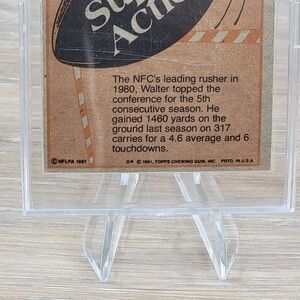 Super
Action
The NFC's leading rusher in
1980, Walter topped the
conference for the 5th
consecutive season. He
gained 1460 yards on the
ground last season on 317
carries for a 4.6 average and 6
touchdowns.
© NFLPA 1981
D* © 1981, TOPPS CHEWING GUM, INC. PRTD. IN U.S.A.